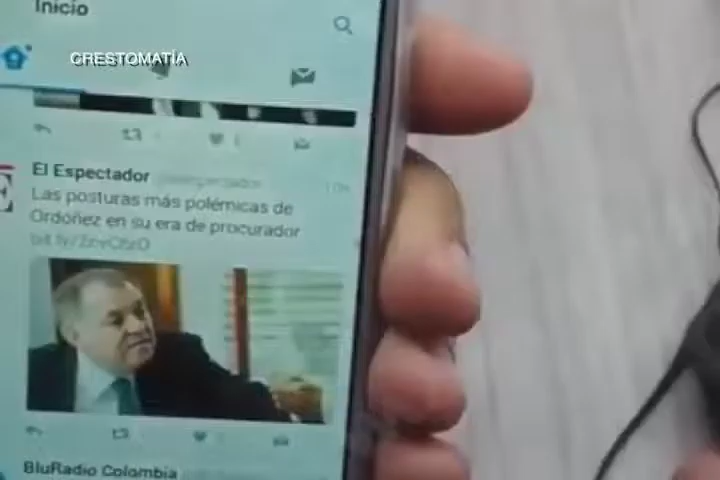 Inicio
CRESTOMATÍA
El Espectador
Las posturas más polémicas de
Ordóñez en su era de procurador
BluRadio Colombia